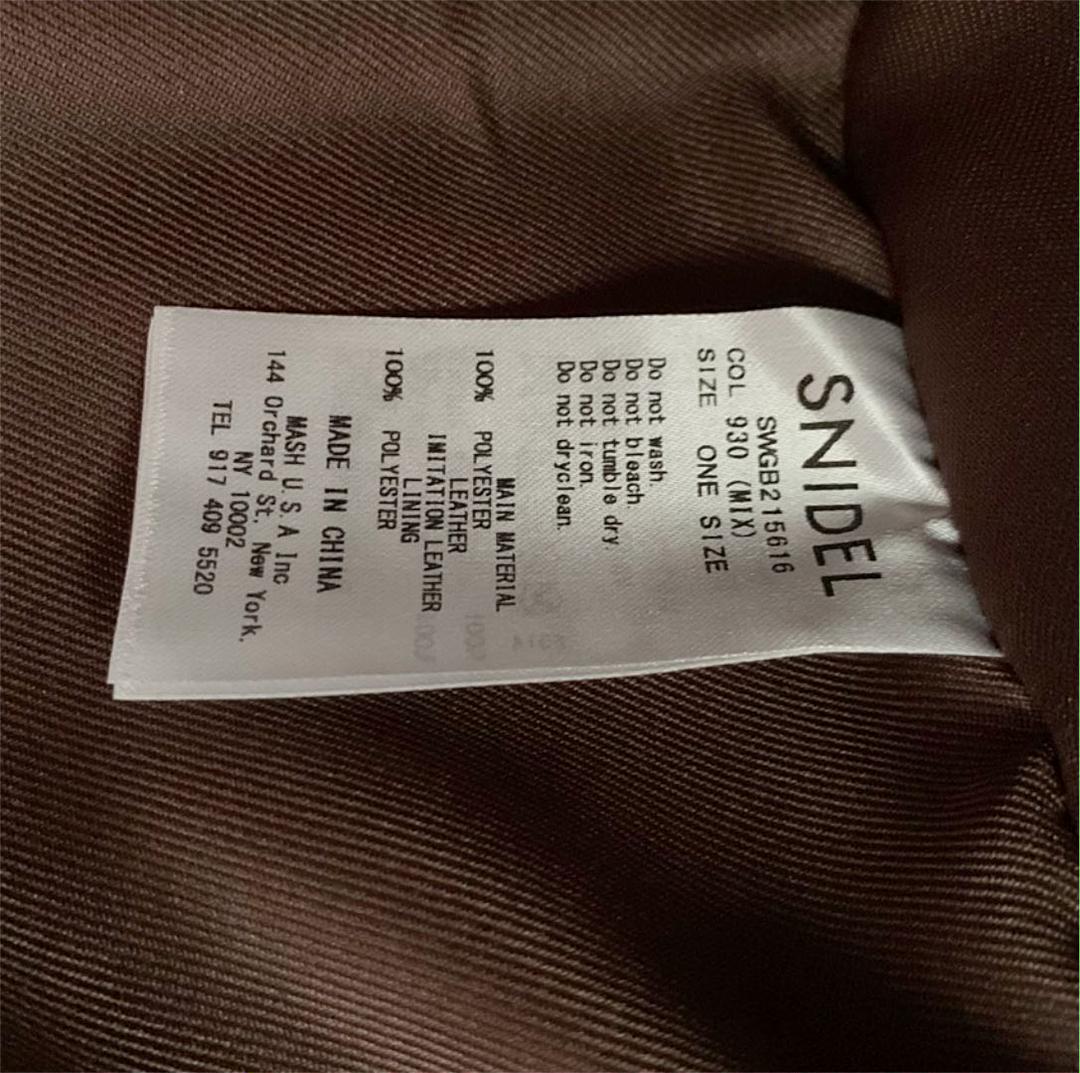 SNIDEL
SWGB215616
COL 930 (MIX)
SIZE ONE SIZE
Do not wash.
Do not bleach.
Do not tumble dry.
Do not iron.
Do not dryclean.
MAIN MATERIAL
100% POLYESTER
LEATHER
IMITATION LEATHER
LINING
100% POLYESTER
MADE IN CHINA
MASH U.S.A Inc
144 Orchard St, New York,
NY 10002
TEL 917 409 5520